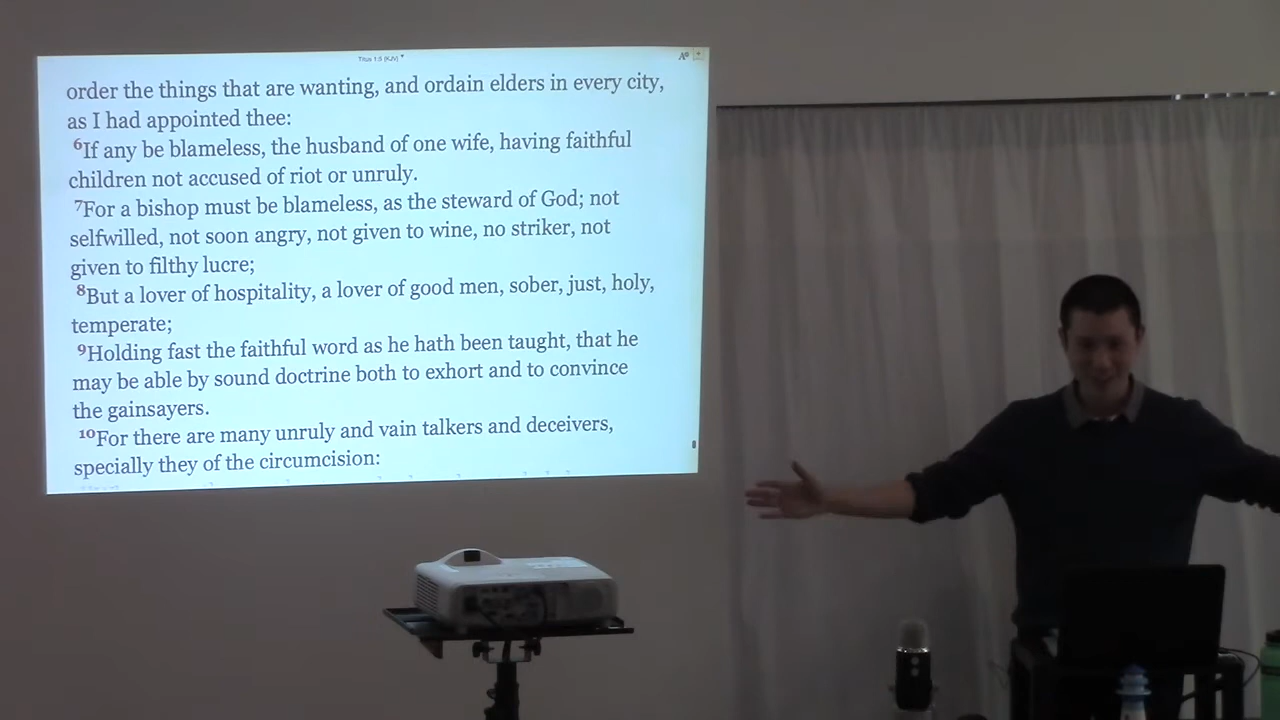 Titus 1:5 (KJV)
order the things that are wanting, and ordain elders in every city,
as I had appointed thee:
6If any be blameless, the husband of one wife, having faithful
children not accused of riot or unruly.
7For a bishop must be blameless, as the steward of God; not
selfwilled, not soon angry, not given to wine, no striker, not
given to filthy lucre;
8But a lover of hospitality, a lover of good men, sober, just, holy,
temperate;
9Holding fast the faithful word as he hath been taught, that he
may be able by sound doctrine both to exhort and to convince
the gainsayers.
10For there are many unruly and vain talkers and deceivers,
specially they of the circumcision: